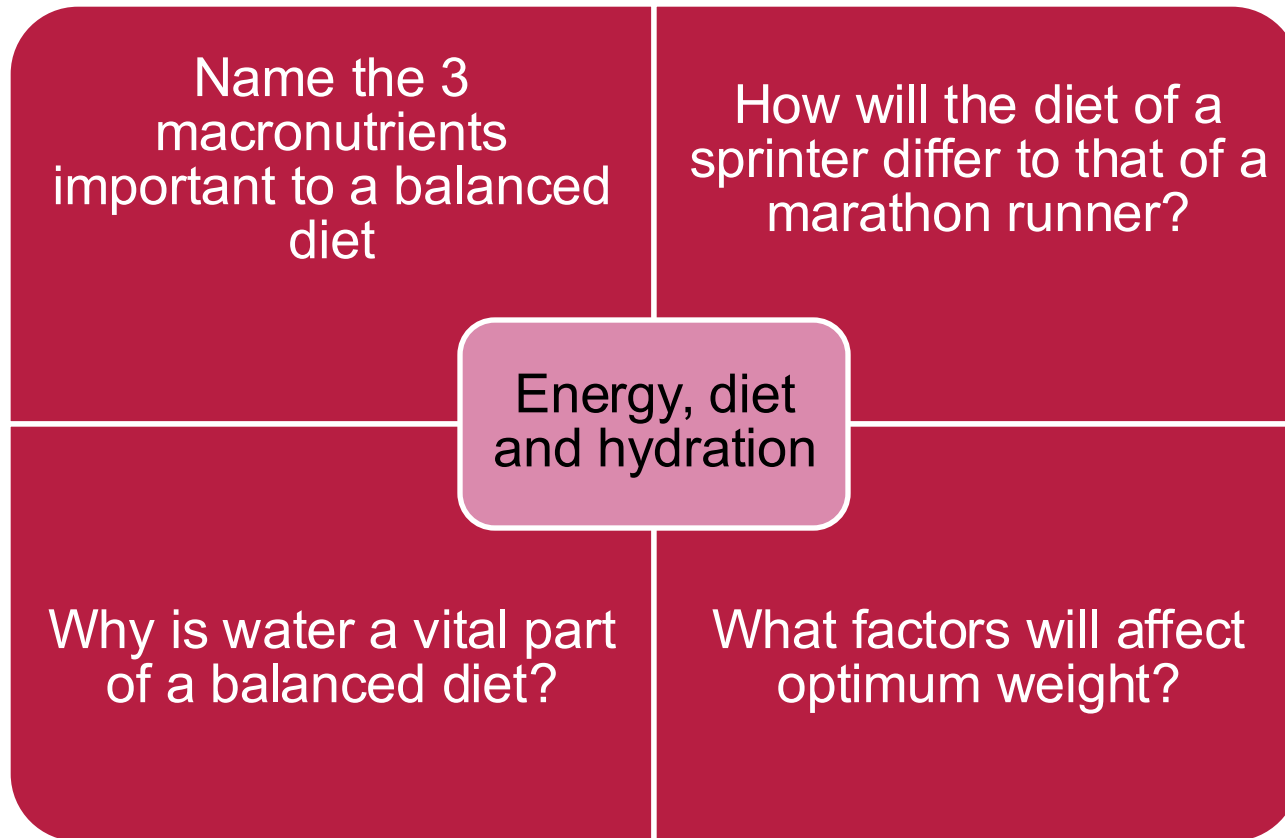 Name the 3
macronutrients
important to a balanced
diet
How will the diet of a
sprinter differ to that of a
marathon runner?
Energy, diet
and hydration
Why is water a vital part
of a balanced diet?
What factors will affect
optimum weight?